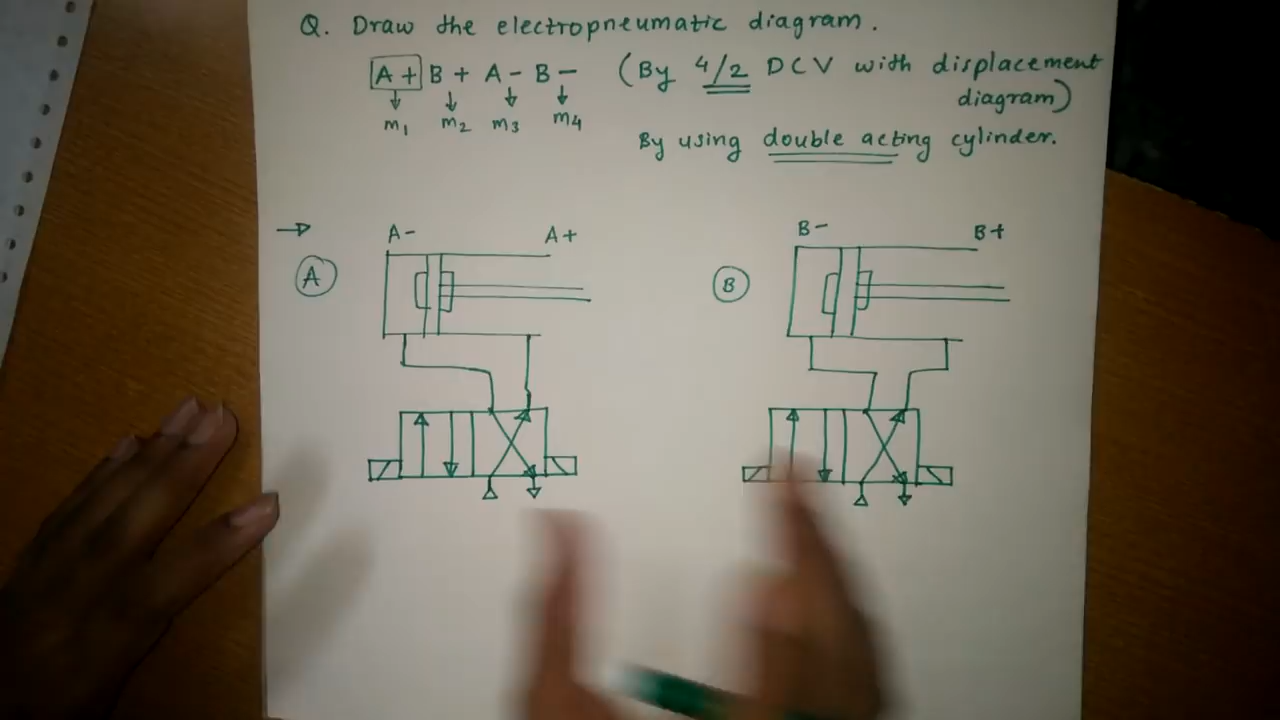 Q. Draw the electropneumatic diagram.
A + B + A - B - (By 4/2 DCV with displacement
diagram)
m1 m2 m3 m4
By using double acting cylinder.
A- A+ B- B+
A B